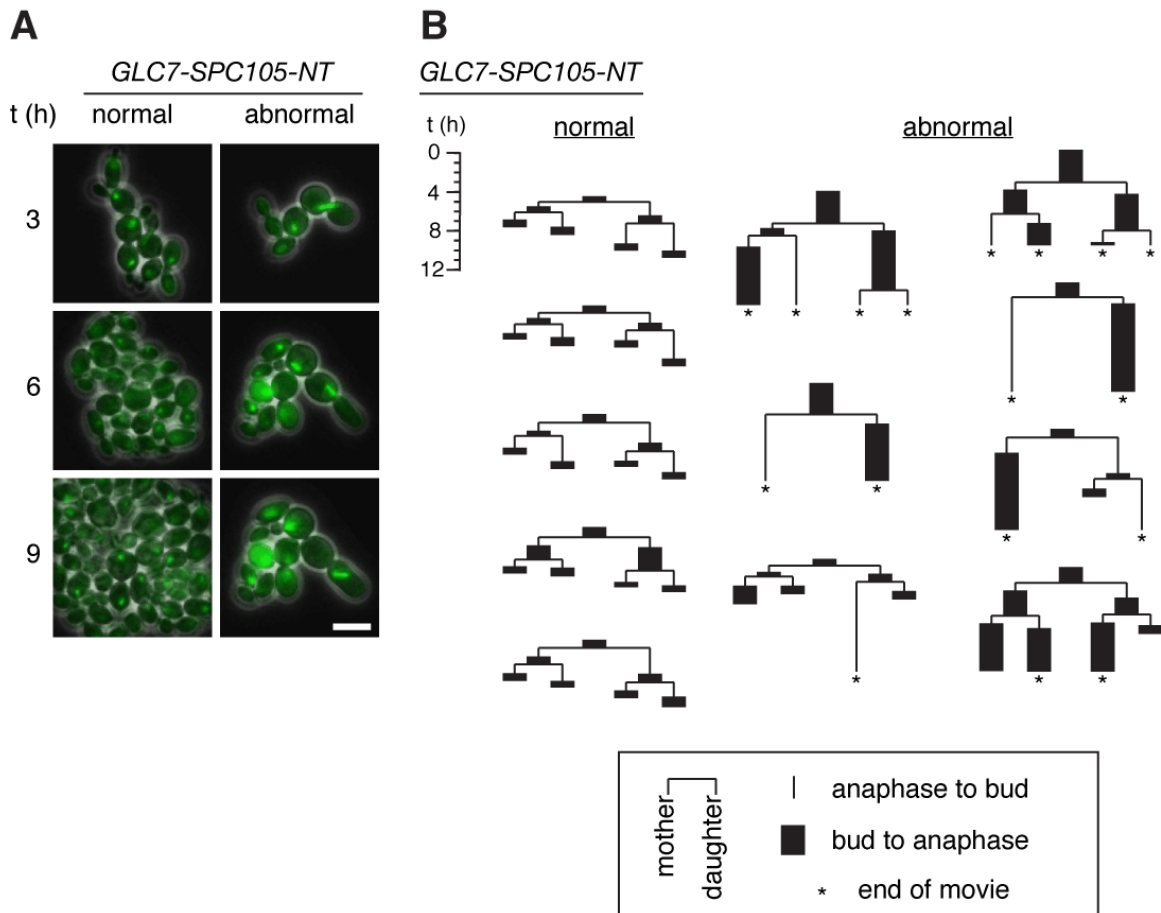 A
GLC7-SPC105-NT
t (h)
normal
abnormal
3
6
9
B
GLC7-SPC105-NT
t (h)
normal
abnormal
0
4
8
12
* * * *
* * * *
* *
* *
* *
*
* *
mother
daughter
anaphase to bud
bud to anaphase
* end of movie